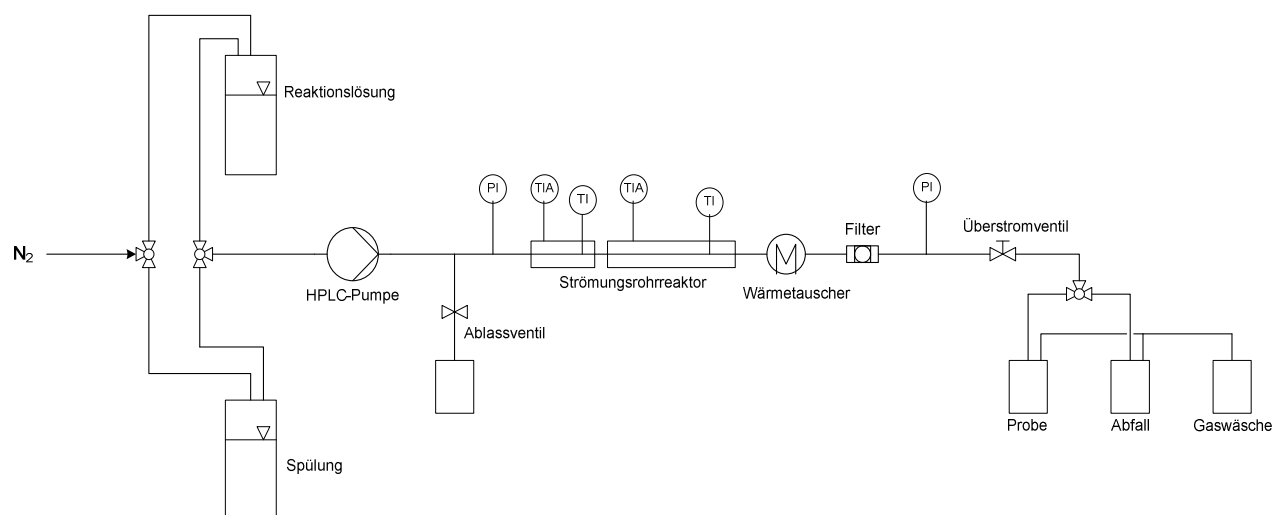 Reaktionslösung
N₂
HPLC-Pumpe
PI
TIA
TI
TIA
TI
PI
Strömungsrohrreaktor
Wärmetauscher
Filter
Überstromventil
Ablassventil
Probe
Abfall
Gaswäsche
Spülung